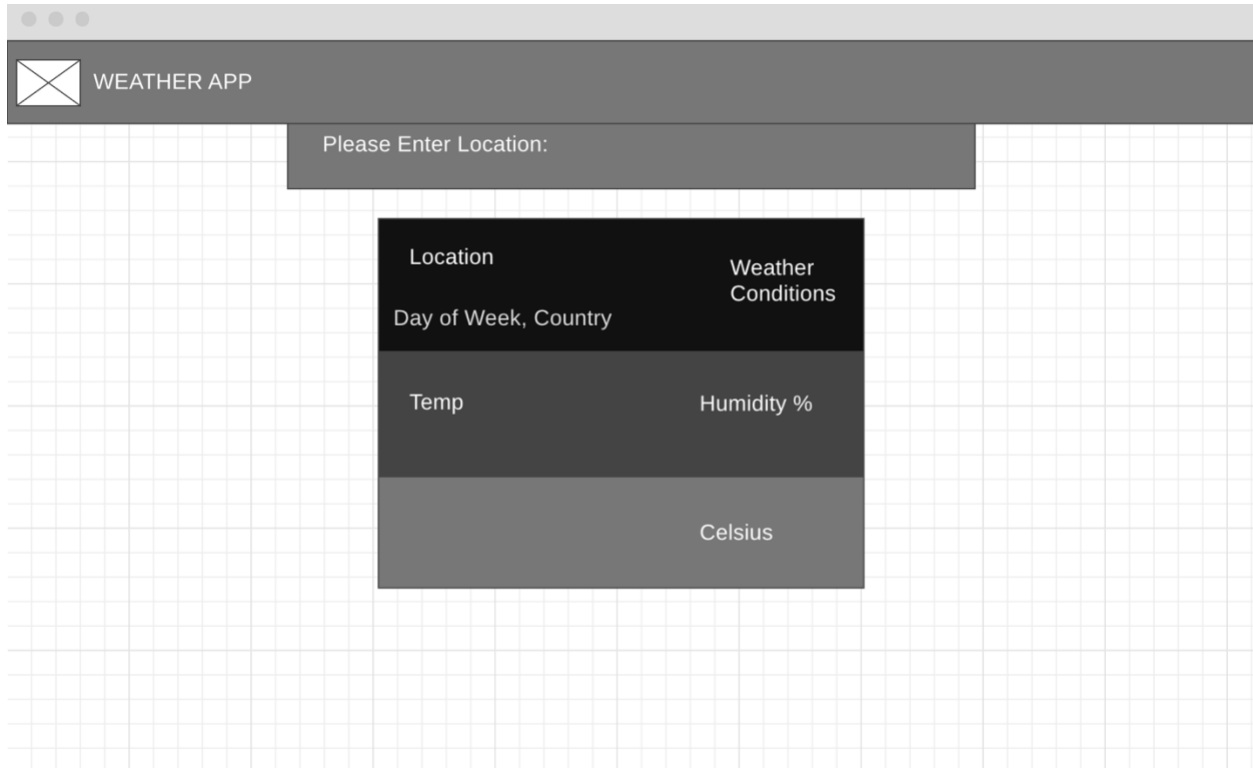 WEATHER APP
Please Enter Location:
Location
Weather
Conditions
Day of Week, Country
Temp
Humidity %
Celsius